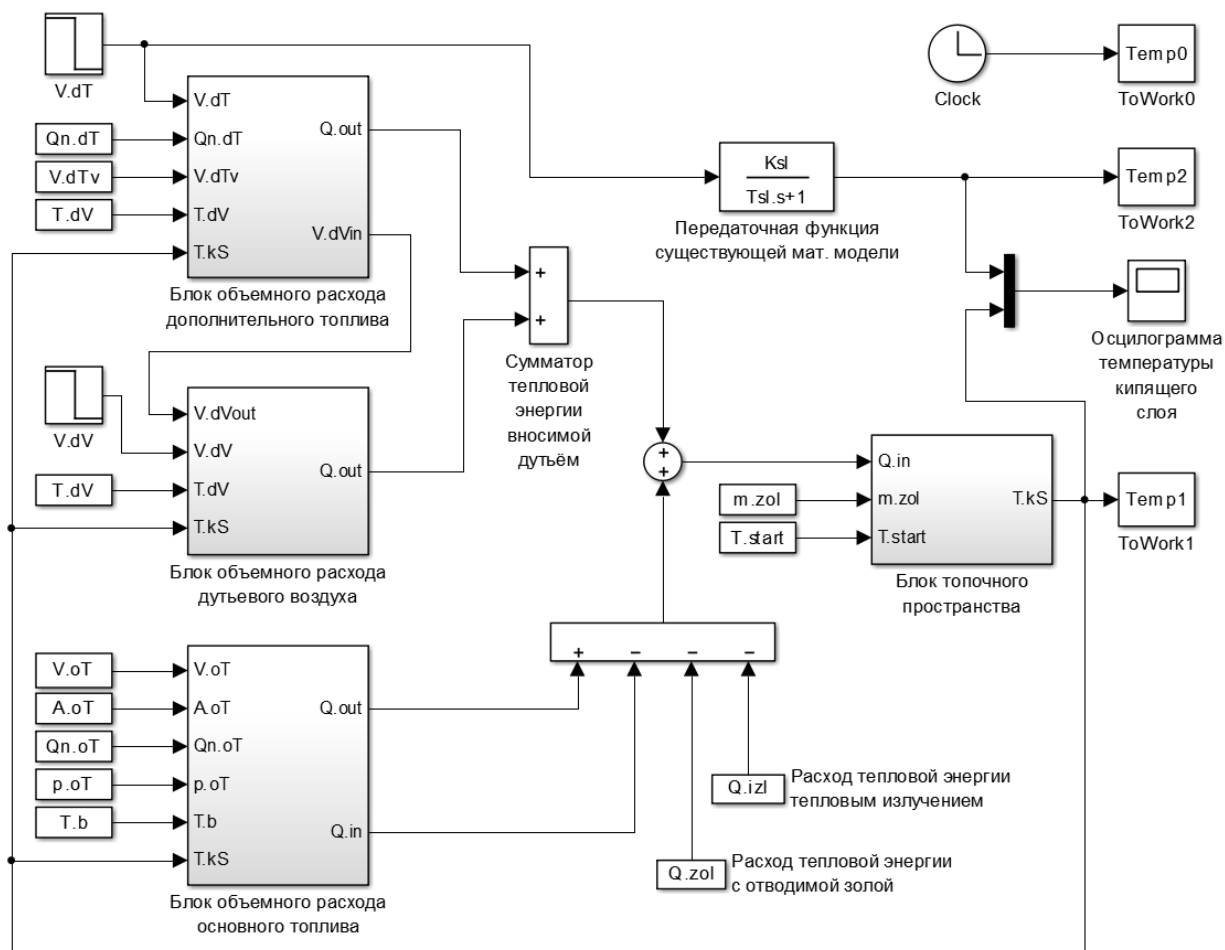 V.dT
Qn.dT
V.dTv
T.dV
V.dT
Qn.dT
V.dTv
T.dV
T.kS
Q.out
V.dVin
Блок объемного расхода
дополнительного топлива
Clock
Temp0
ToWork0
Ksl
Tsl.s+1
Передаточная функция
существующей мат. модели
Temp2
ToWork2
Осцилограмма
температуры
кипящего
слоя
+
+
Сумматор
тепловой
энергии
вносимой
дутьём
V.dV
T.dV
V.dVout
V.dV
T.dV
T.kS
Q.out
Блок объемного расхода
дутьевого воздуха
+
+
m.zol
T.start
Q.in
m.zol
T.start
T.kS
Блок топочного
пространства
Temp1
ToWork1
V.oT
A.oT
Qn.oT
p.oT
T.b
V.oT
A.oT
Qn.oT
p.oT
T.b
T.kS
Q.out
Q.in
Блок объемного расхода
основного топлива
+ − − −
Q.izl
Расход тепловой энергии
тепловым излучением
Q.zol
Расход тепловой энергии
с отводимой золой